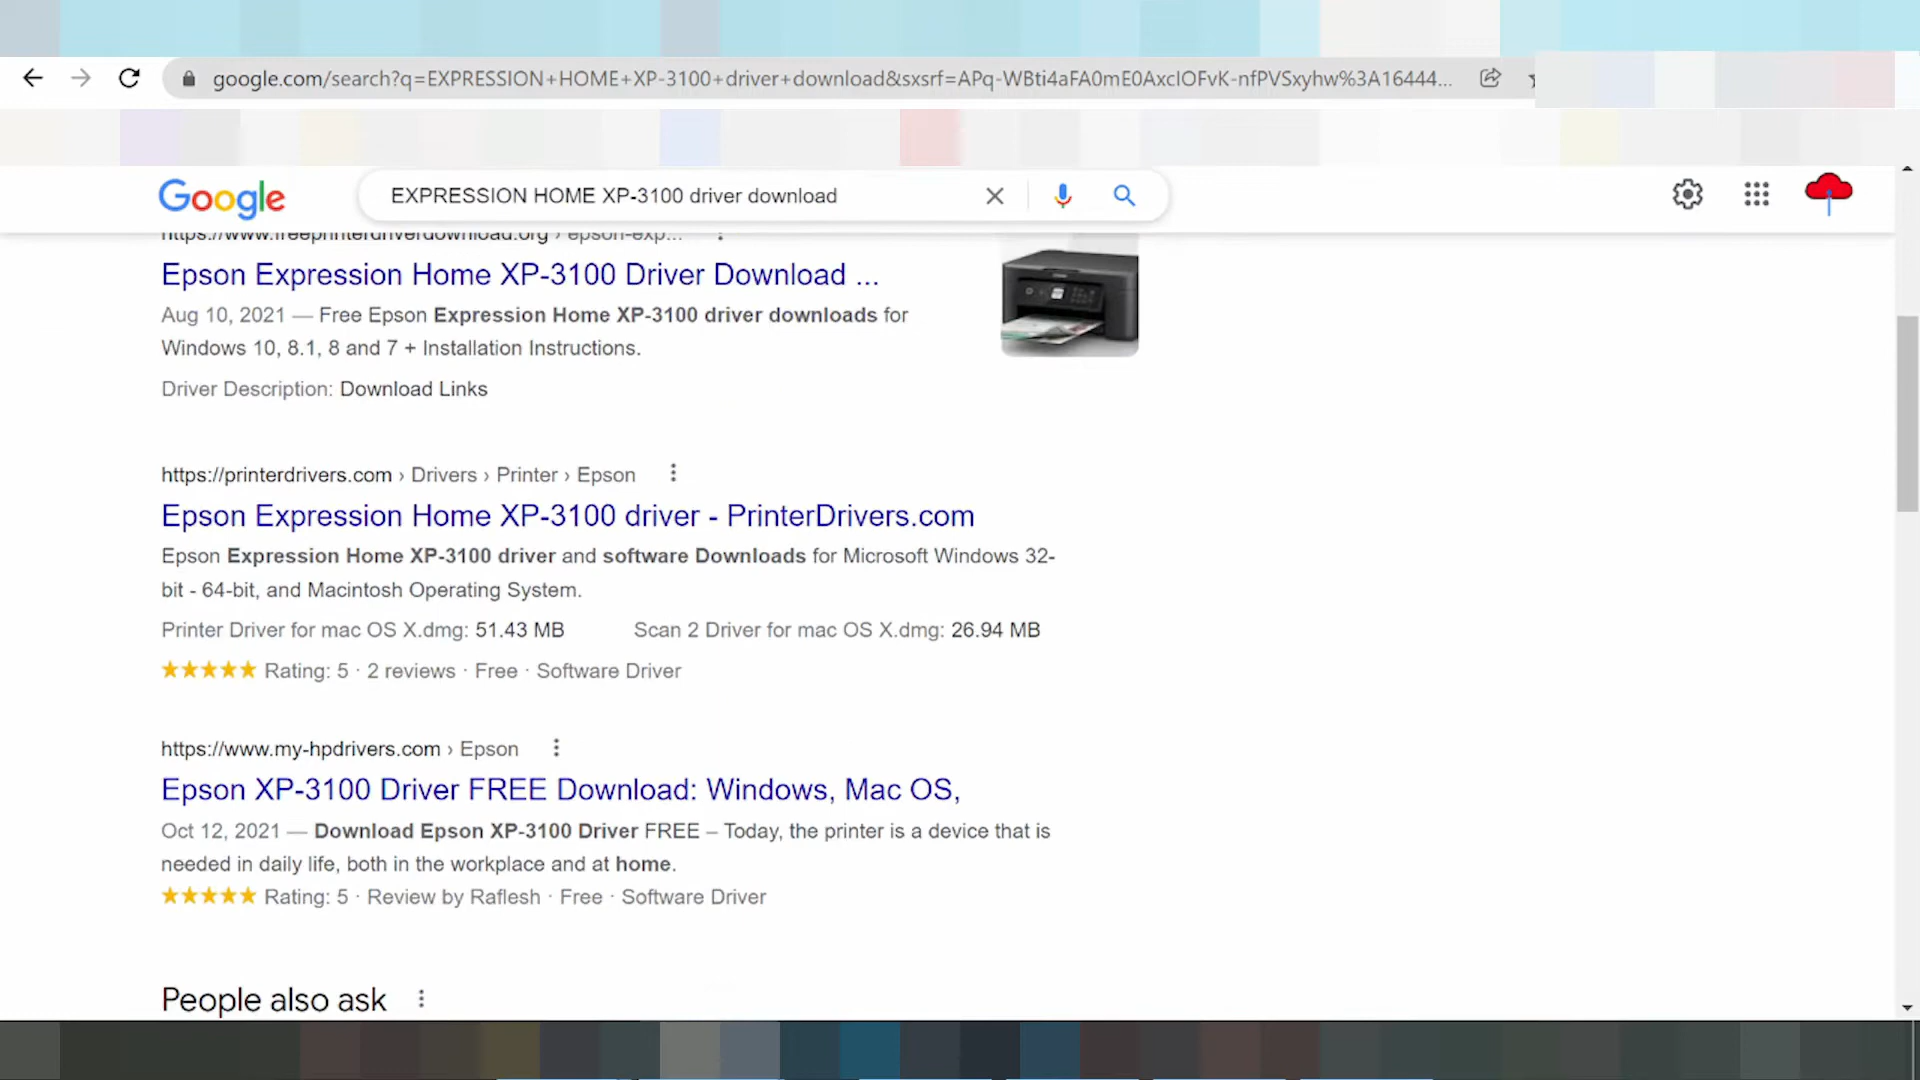 google.com/search?q=EXPRESSION+HOME+XP-3100+driver+download&sxsrf=APq-WBti4aFA0mE0AxcIOFvK-nfPVSxyhw%3A16444...
Google
EXPRESSION HOME XP-3100 driver download
https://www.freeprinterdriverdownload.org › epson-exp...
Epson Expression Home XP-3100 Driver Download ...
Aug 10, 2021 — Free Epson Expression Home XP-3100 driver downloads for
Windows 10, 8.1, 8 and 7 + Installation Instructions.
Driver Description: Download Links
https://printerdrivers.com › Drivers › Printer › Epson
Epson Expression Home XP-3100 driver - PrinterDrivers.com
Epson Expression Home XP-3100 driver and software Downloads for Microsoft Windows 32-
bit - 64-bit, and Macintosh Operating System.
Printer Driver for mac OS X.dmg: 51.43 MB Scan 2 Driver for mac OS X.dmg: 26.94 MB
★★★★★ Rating: 5 · 2 reviews · Free · Software Driver
https://www.my-hpdrivers.com › Epson
Epson XP-3100 Driver FREE Download: Windows, Mac OS,
Oct 12, 2021 — Download Epson XP-3100 Driver FREE – Today, the printer is a device that is
needed in daily life, both in the workplace and at home.
★★★★★ Rating: 5 · Review by Raflesh · Free · Software Driver
People also ask